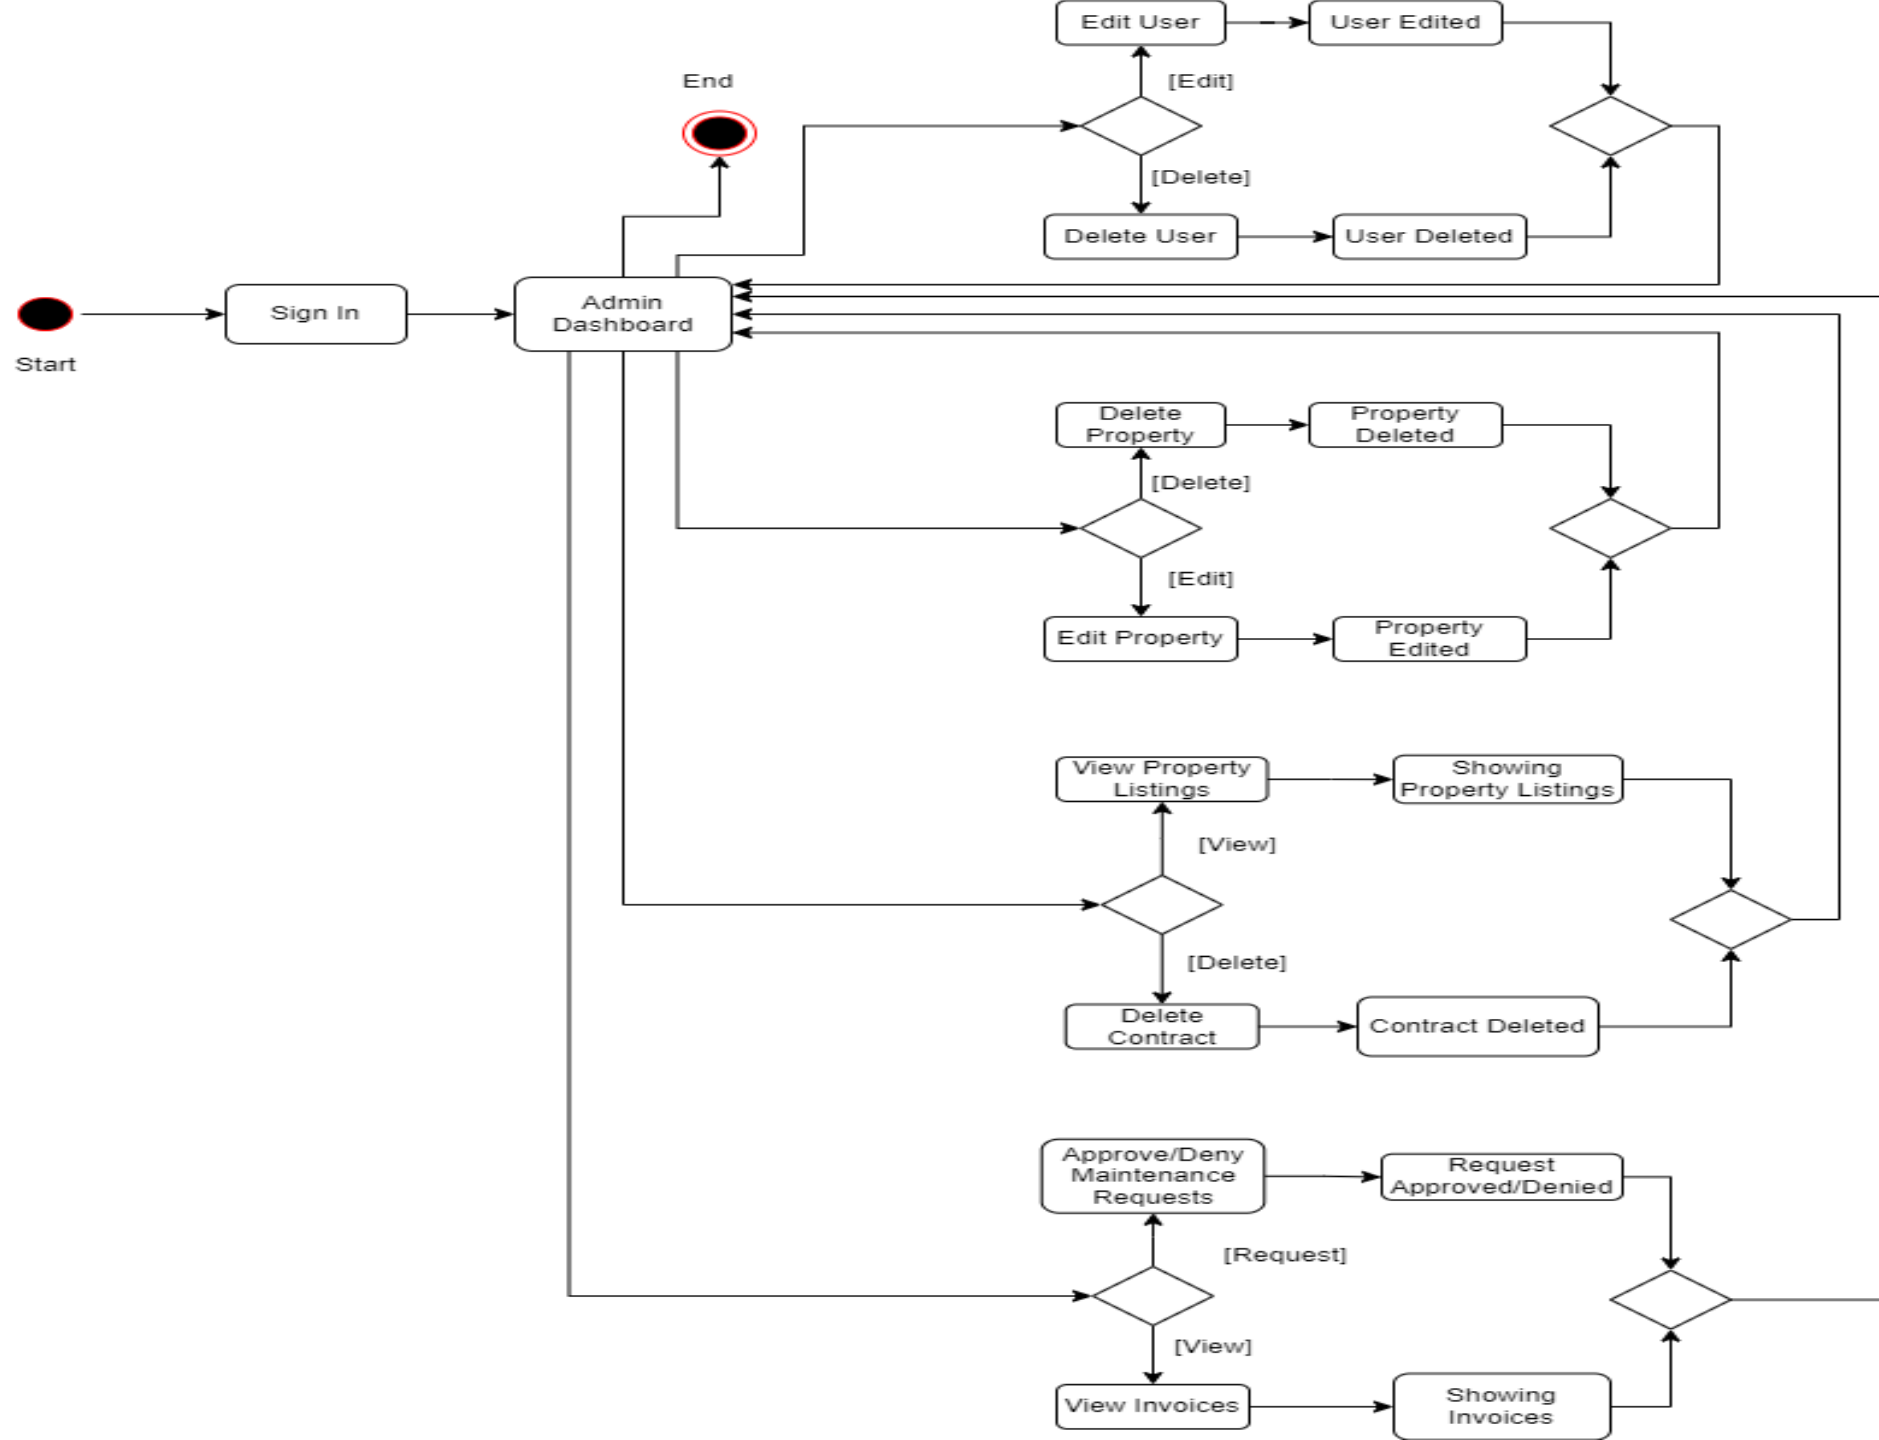 Edit User
User Edited
End
[Edit]
[Delete]
Delete User
User Deleted
Start
Sign In
Admin
Dashboard
Delete
Property
Property
Deleted
[Delete]
[Edit]
Edit Property
Property
Edited
View Property
Listings
Showing
Property Listings
[View]
[Delete]
Delete
Contract
Contract Deleted
Approve/Deny
Maintenance
Requests
Request
Approved/Denied
[Request]
[View]
View Invoices
Showing
Invoices